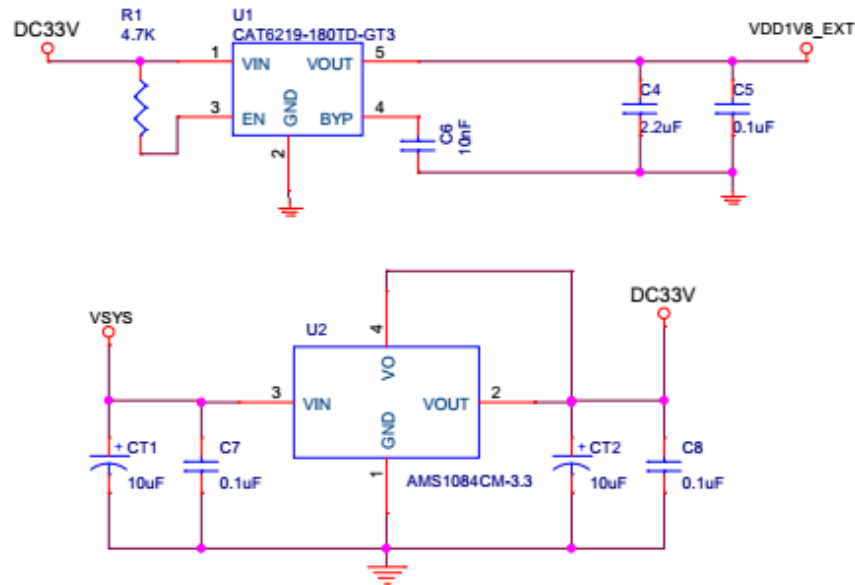 DC33V
R1
4.7K
U1
CAT6219-180TD-GT3
VDD1V8_EXT
1
VIN
VOUT
5
3
EN
GND
BYP
4
2
C6
10nF
C4
2.2uF
C5
0.1uF
VSYS
U2
4
DC33V
VO
3
VIN
VOUT
2
GND
1
AMS1084CM-3.3
+
CT1
10uF
C7
0.1uF
+
CT2
10uF
C8
0.1uF